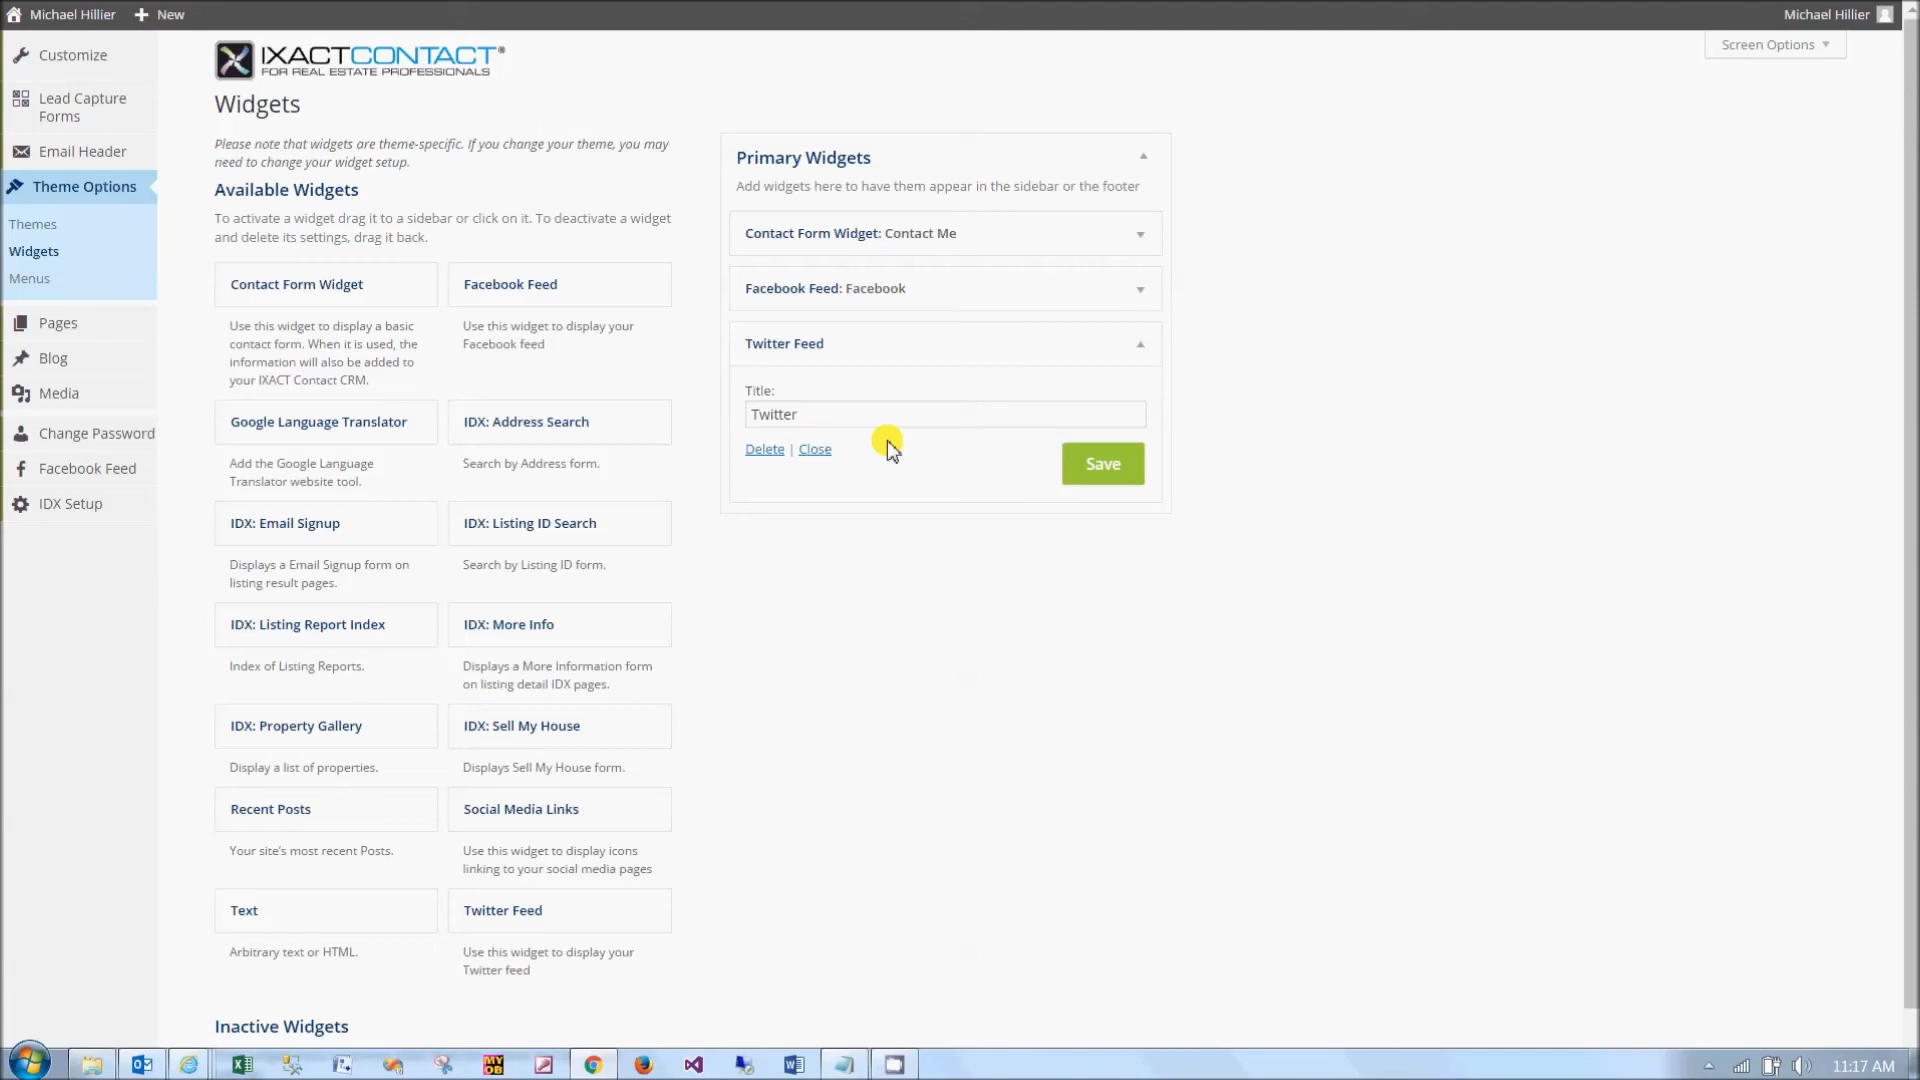 Michael Hillier
New
Michael Hillier
Screen Options
Customize
Lead Capture
Forms
Email Header
Theme Options
Themes
Widgets
Menus
Pages
Blog
Media
Change Password
Facebook Feed
IDX Setup
IXACTCONTACT®
FOR REAL ESTATE PROFESSIONALS
Widgets
Please note that widgets are theme-specific. If you change your theme, you may
need to change your widget setup.
Available Widgets
To activate a widget drag it to a sidebar or click on it. To deactivate a widget
and delete its settings, drag it back.
Contact Form Widget
Use this widget to display a basic
contact form. When it is used, the
information will also be added to
your IXACT Contact CRM.
Facebook Feed
Use this widget to display your
Facebook feed
Google Language Translator
Add the Google Language
Translator website tool.
IDX: Address Search
Search by Address form.
IDX: Email Signup
Displays a Email Signup form on
listing result pages.
IDX: Listing ID Search
Search by Listing ID form.
IDX: Listing Report Index
Index of Listing Reports.
IDX: More Info
Displays a More Information form
on listing detail IDX pages.
IDX: Property Gallery
Display a list of properties.
IDX: Sell My House
Displays Sell My House form.
Recent Posts
Your site's most recent Posts.
Social Media Links
Use this widget to display icons
linking to your social media pages
Text
Arbitrary text or HTML.
Twitter Feed
Use this widget to display your
Twitter feed
Inactive Widgets
Primary Widgets
Add widgets here to have them appear in the sidebar or the footer
Contact Form Widget: Contact Me
Facebook Feed: Facebook
Twitter Feed
Title:
Twitter
Delete | Close
Save
MY
OB
11:17 AM